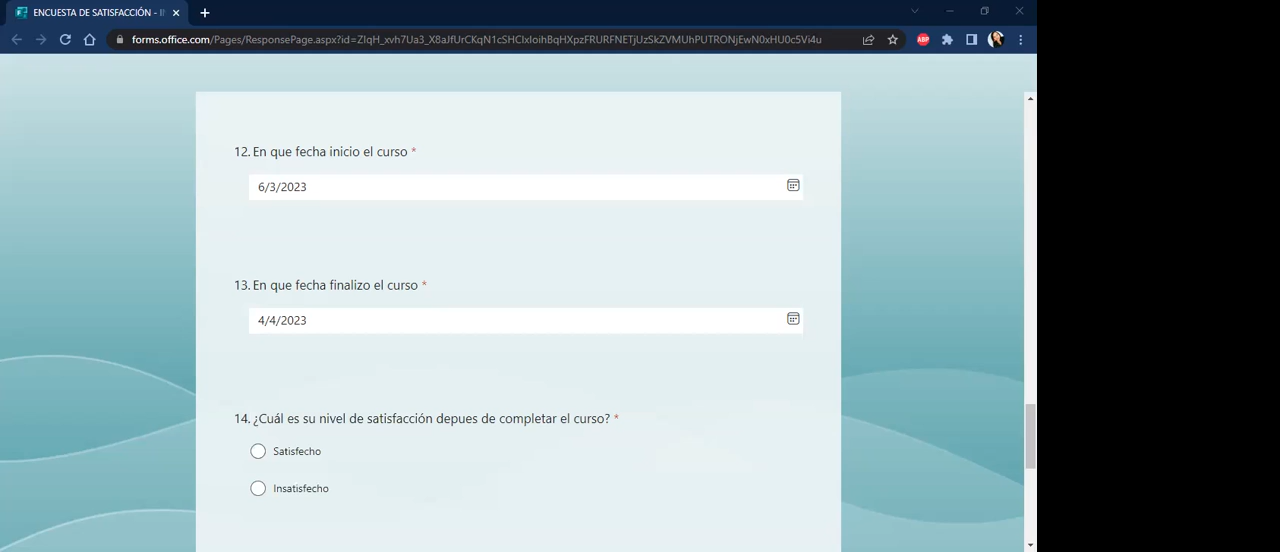 ENCUESTA DE SATISFACCIÓN - I
forms.office.com/Pages/ResponsePage.aspx?id=ZIqH_xvh7Ua3_X8aJfUrCKqN1cSHClxIoihBqHXpzFRURFNETjUzSkZVMUhPUTRONjEwN0xHU0c5Vi4u
ABP
12. En que fecha inicio el curso *
6/3/2023
13. En que fecha finalizo el curso *
4/4/2023
14. ¿Cuál es su nivel de satisfacción depues de completar el curso? *
Satisfecho
Insatisfecho